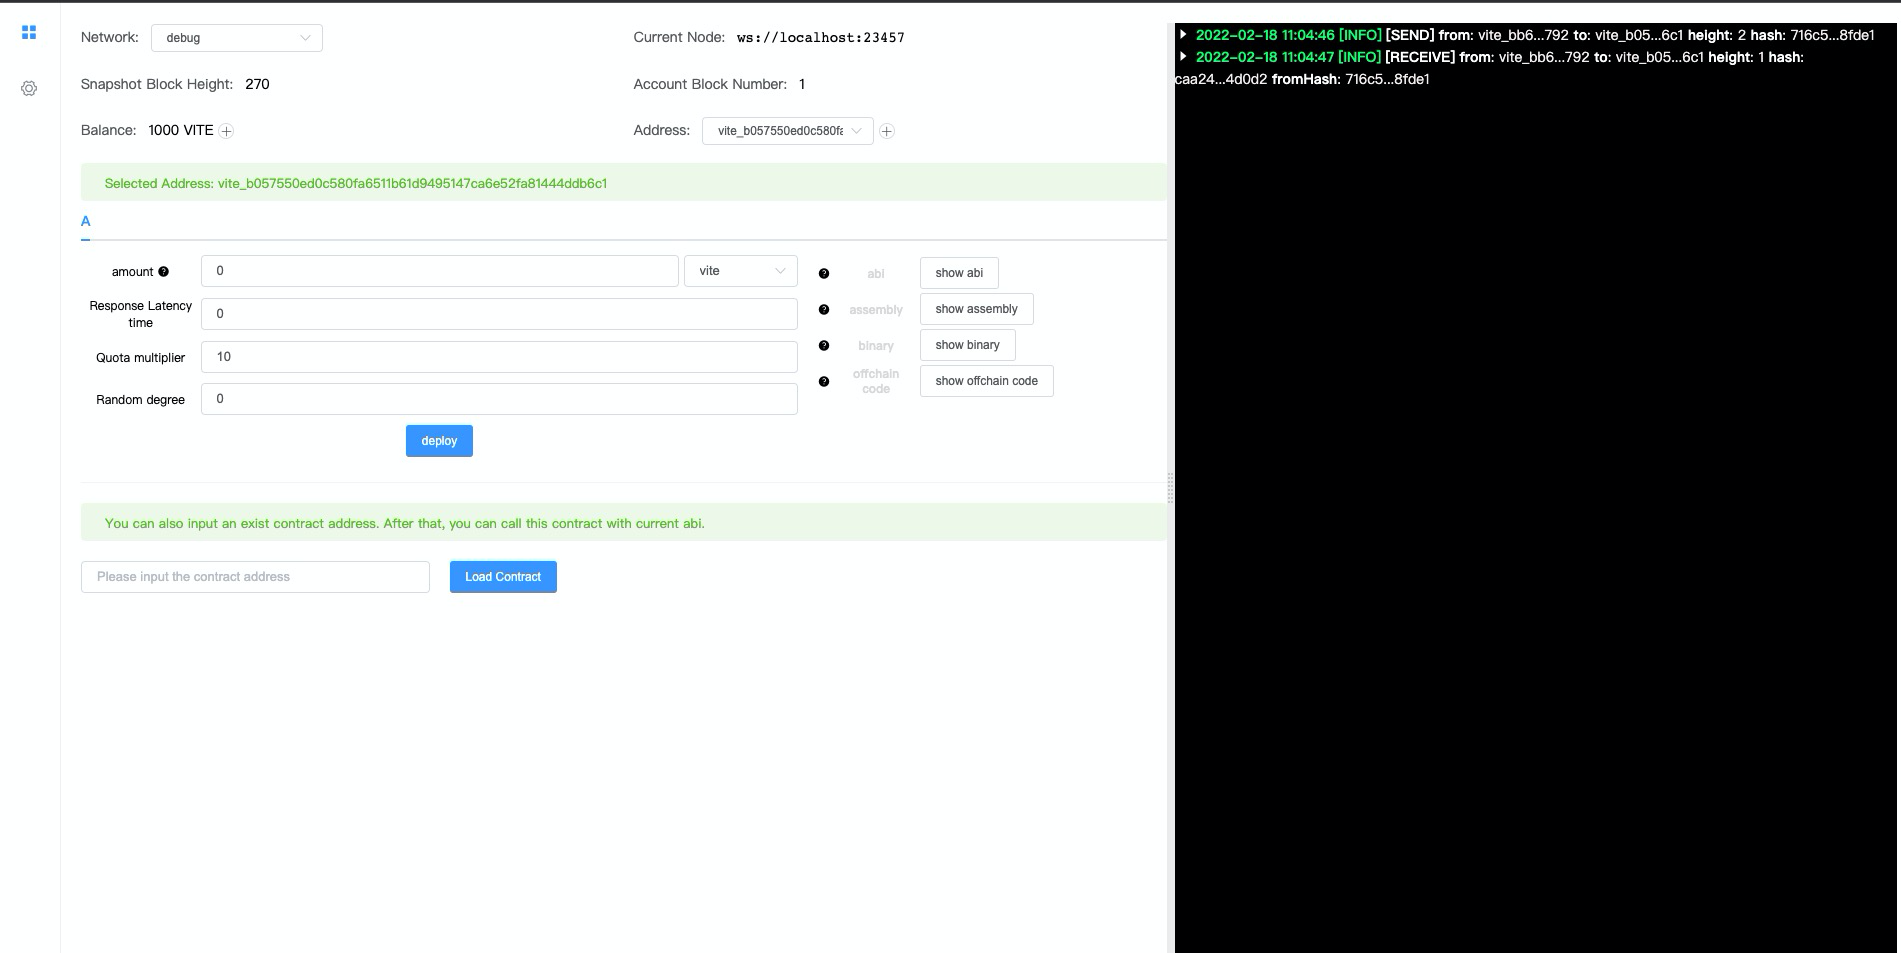 Network: debug
Current Node: ws://localhost:23457
Snapshot Block Height: 270
Account Block Number: 1
Balance: 1000 VITE
Address: vite_b057550ed0c580fa
Selected Address: vite_b057550ed0c580fa6511b61d9495147ca6e52fa81444ddb6c1
A
amount 0 vite
Response Latency
time
0
Quota multiplier 10
Random degree 0
deploy
abi show abi
assembly show assembly
binary show binary
offchain
code
show offchain code
You can also input an exist contract address. After that, you can call this contract with current abi.
Please input the contract address
Load Contract
2022-02-18 11:04:46 [INFO] [SEND] from: vite_bb6...792 to: vite_b05...6c1 height: 2 hash: 716c5...8fde1
2022-02-18 11:04:47 [INFO] [RECEIVE] from: vite_bb6...792 to: vite_b05...6c1 height: 1 hash:
caa24...4d0d2 fromHash: 716c5...8fde1